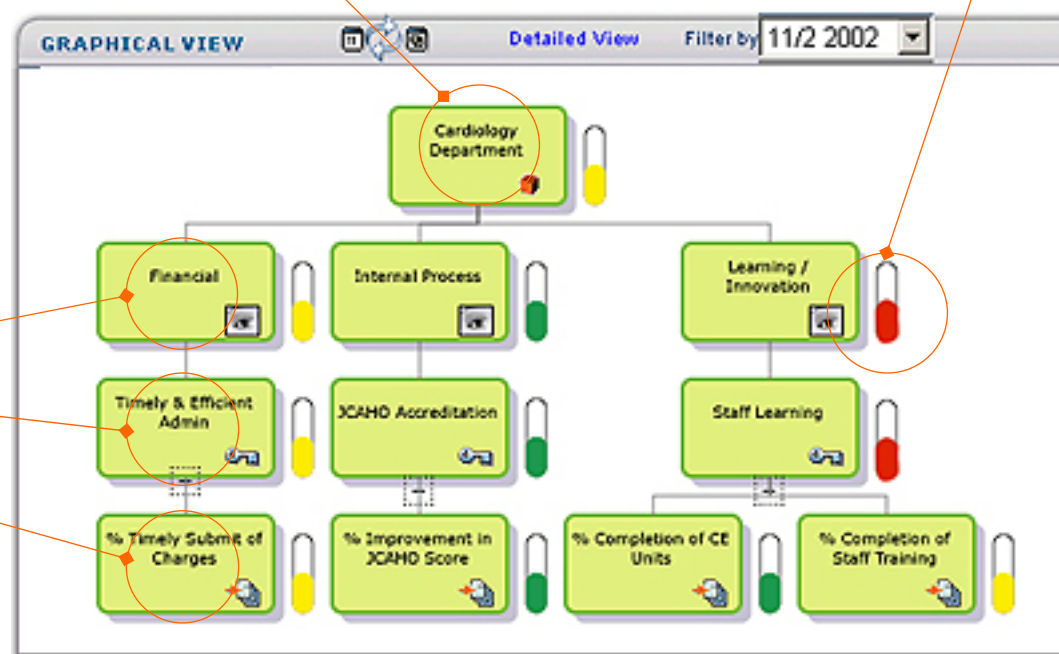 GRAPHICAL VIEW
Detailed View
Filter by
11/2 2002
Cardiology
Department
Financial
Internal Process
Learning /
Innovation
Timely & Efficient
Admin
JCAHO Accreditation
Staff Learning
% Timely Submit of
Charges
% Improvement in
JCAHO Score
% Completion of CE
Units
% Completion of
Staff Training